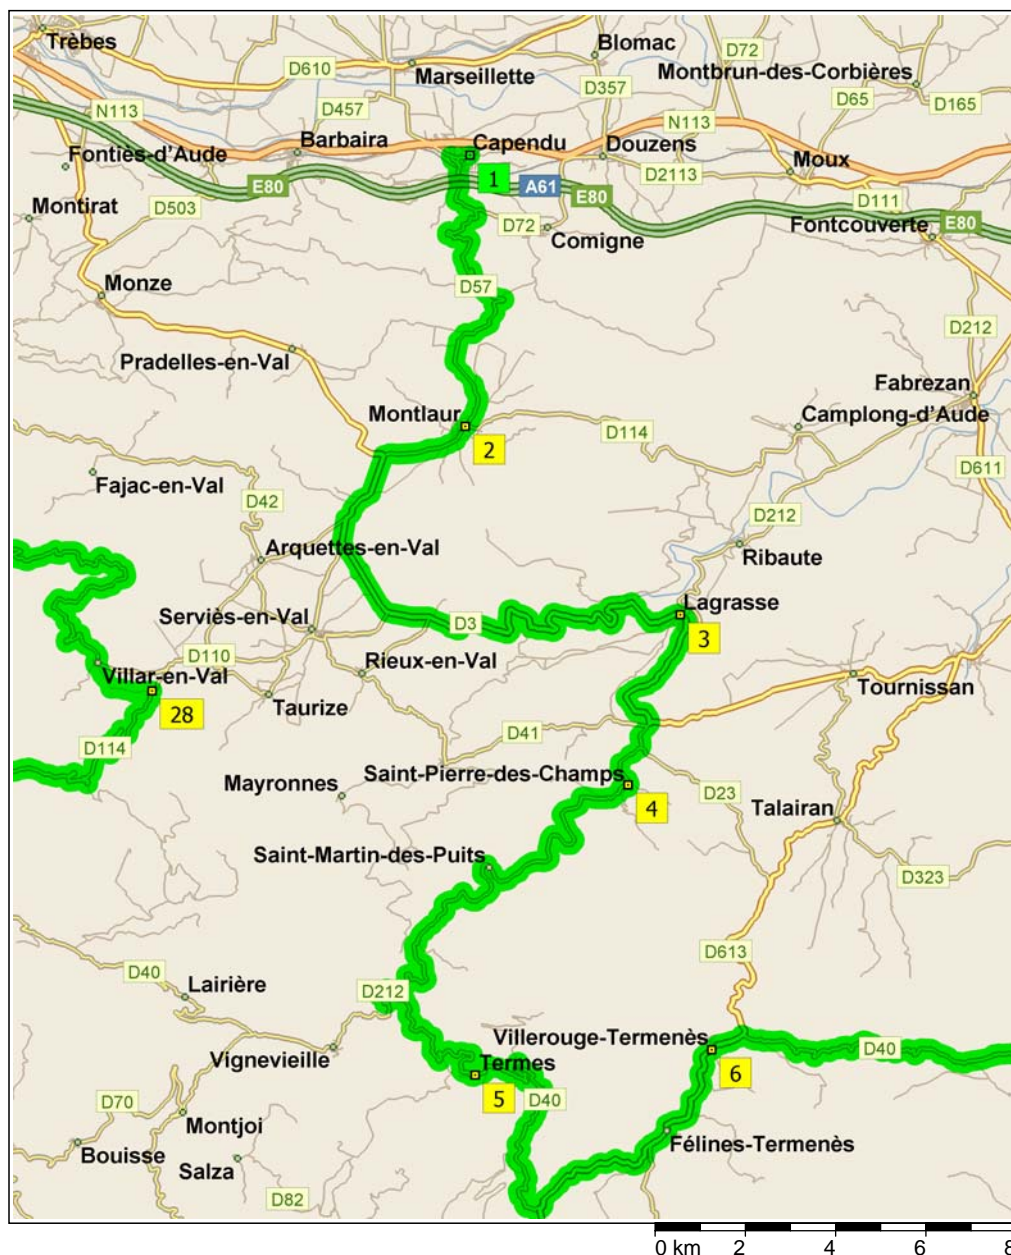 Trèbes
Blomac
D72
D610
Marseillette
Montbrun-des-Corbières
D457
D357
D65
D165
N113
N113
Barbaira
Capendu
Douzens
Moux
Fontiès-d'Aude
1
D2113
E80
A61
E80
D111
Montirat
D503
D72
Comigne
Fontcouverte
E80
Monze
D57
D212
Pradelles-en-Val
Fabrezan
Montlaur
Camplong-d'Aude
2
D114
D611
Fajac-en-Val
D42
D212
Arquettes-en-Val
Ribaute
Lagrasse
Serviès-en-Val
D3
3
D110
Rieux-en-Val
Villar-en-Val
Tournissan
28
Taurize
D114
D41
Saint-Pierre-des-Champs
Mayronnes
4
D23
Talairan
Saint-Martin-des-Puits
D323
D613
D40
Lairière
D212
Villerouge-Termenès
Vignevieille
Termes
D40
6
5
D40
D70
Montjoi
Félines-Termenès
Bouisse
Salza
D82
0 km 2 4 6 8